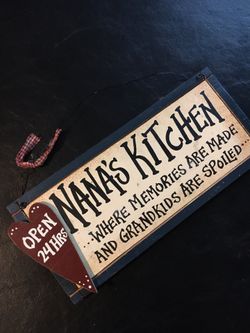 NANA'S KITCHEN
...WHERE MEMORIES ARE MADE
AND GRANDKIDS ARE SPOILED...
OPEN
24 HRS